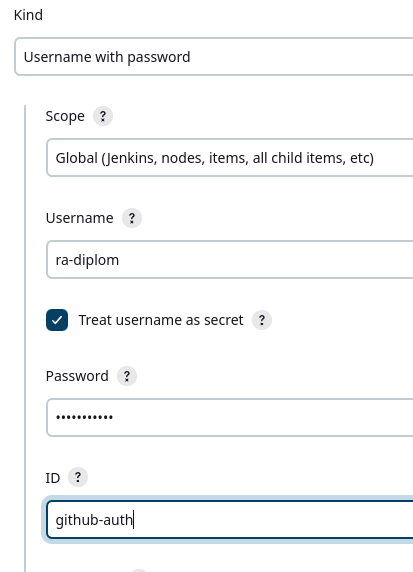 Kind
Username with password
Scope ?
Global (Jenkins, nodes, items, all child items, etc)
Username ?
ra-diplom
Treat username as secret ?
Password ?
•••••••••••
ID ?
github-auth